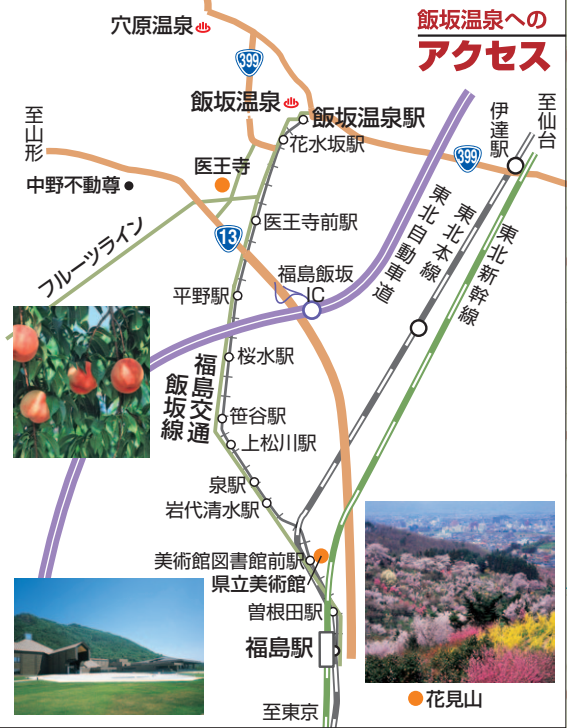 飯坂温泉への
アクセス
穴原温泉
399
飯坂温泉
飯坂温泉駅
花水坂駅
伊達駅
至仙台
至山形
399
中野不動尊
医王寺
13
医王寺前駅
フルーツライン
東北自動車道
東北本線
東北新幹線
福島飯坂
IC
平野駅
桜水駅
福島交通
飯坂線
笹谷駅
上松川駅
泉駅
岩代清水駅
美術館図書館前駅
県立美術館
曽根田駅
福島駅
花見山
至東京